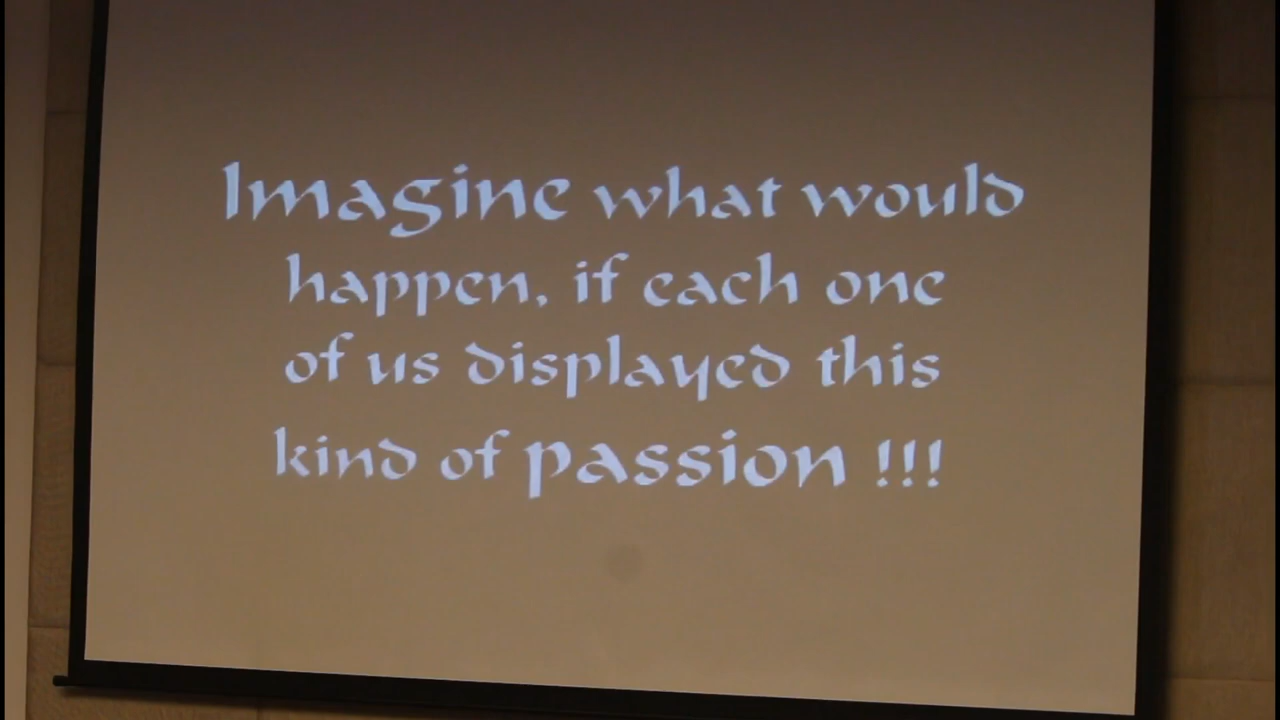 Imagine what would
happen, if each one
of us displayed this
kind of passion !!!